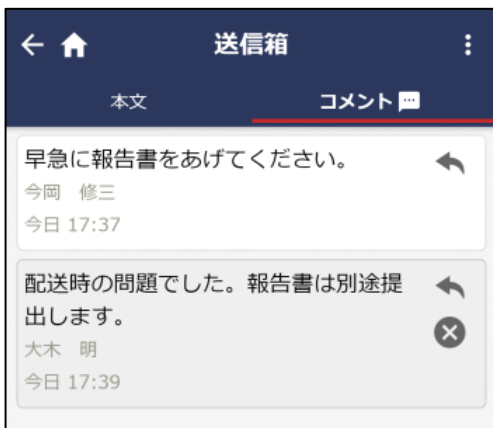 送信箱
本文
コメント
早急に報告書をあげてください。
今岡　修三
今日 17:37
配送時の問題でした。報告書は別途提
出します。
大木　明
今日 17:39